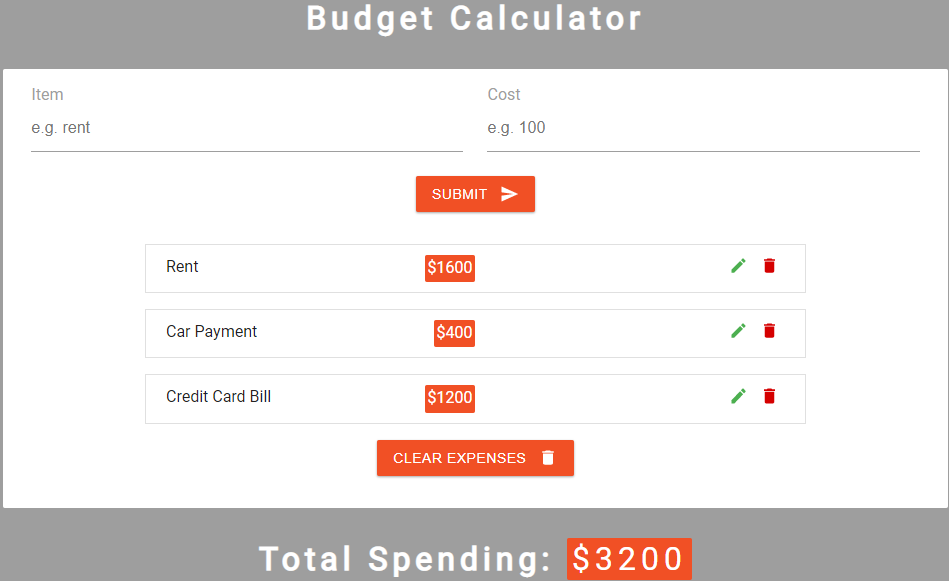 Budget Calculator
Item Cost
e.g. rent e.g. 100
SUBMIT
Rent $1600
Car Payment $400
Credit Card Bill $1200
CLEAR EXPENSES
Total Spending: $3200